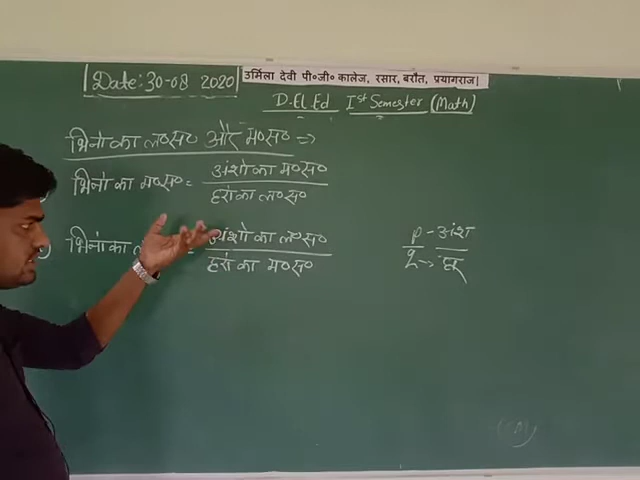 Date: 30-08 2020
उर्मिला देवी पी०जी० कालेज, रसार, बरौत, प्रयागराज|
D.El.Ed Ist Semester (Math)
भिन्नो का ल०स० और म०स० ⇒
भिन्नों का म०स० = अंशो का म०स०
हरों का ल०स०
भिन्नों का ल = अंशो का ल०स०
हरों का म०स०
p - अंश
q → हर